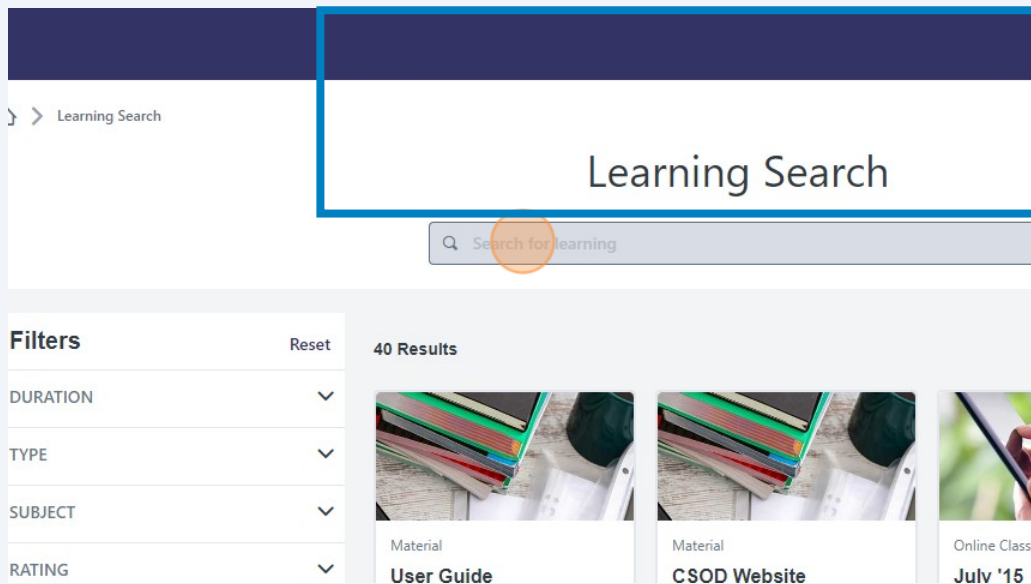 Learning Search
Learning Search
Search for learning
Filters
Reset
40 Results
DURATION
TYPE
SUBJECT
RATING
Material
User Guide
Material
CSOD Website
Online Class
July '15